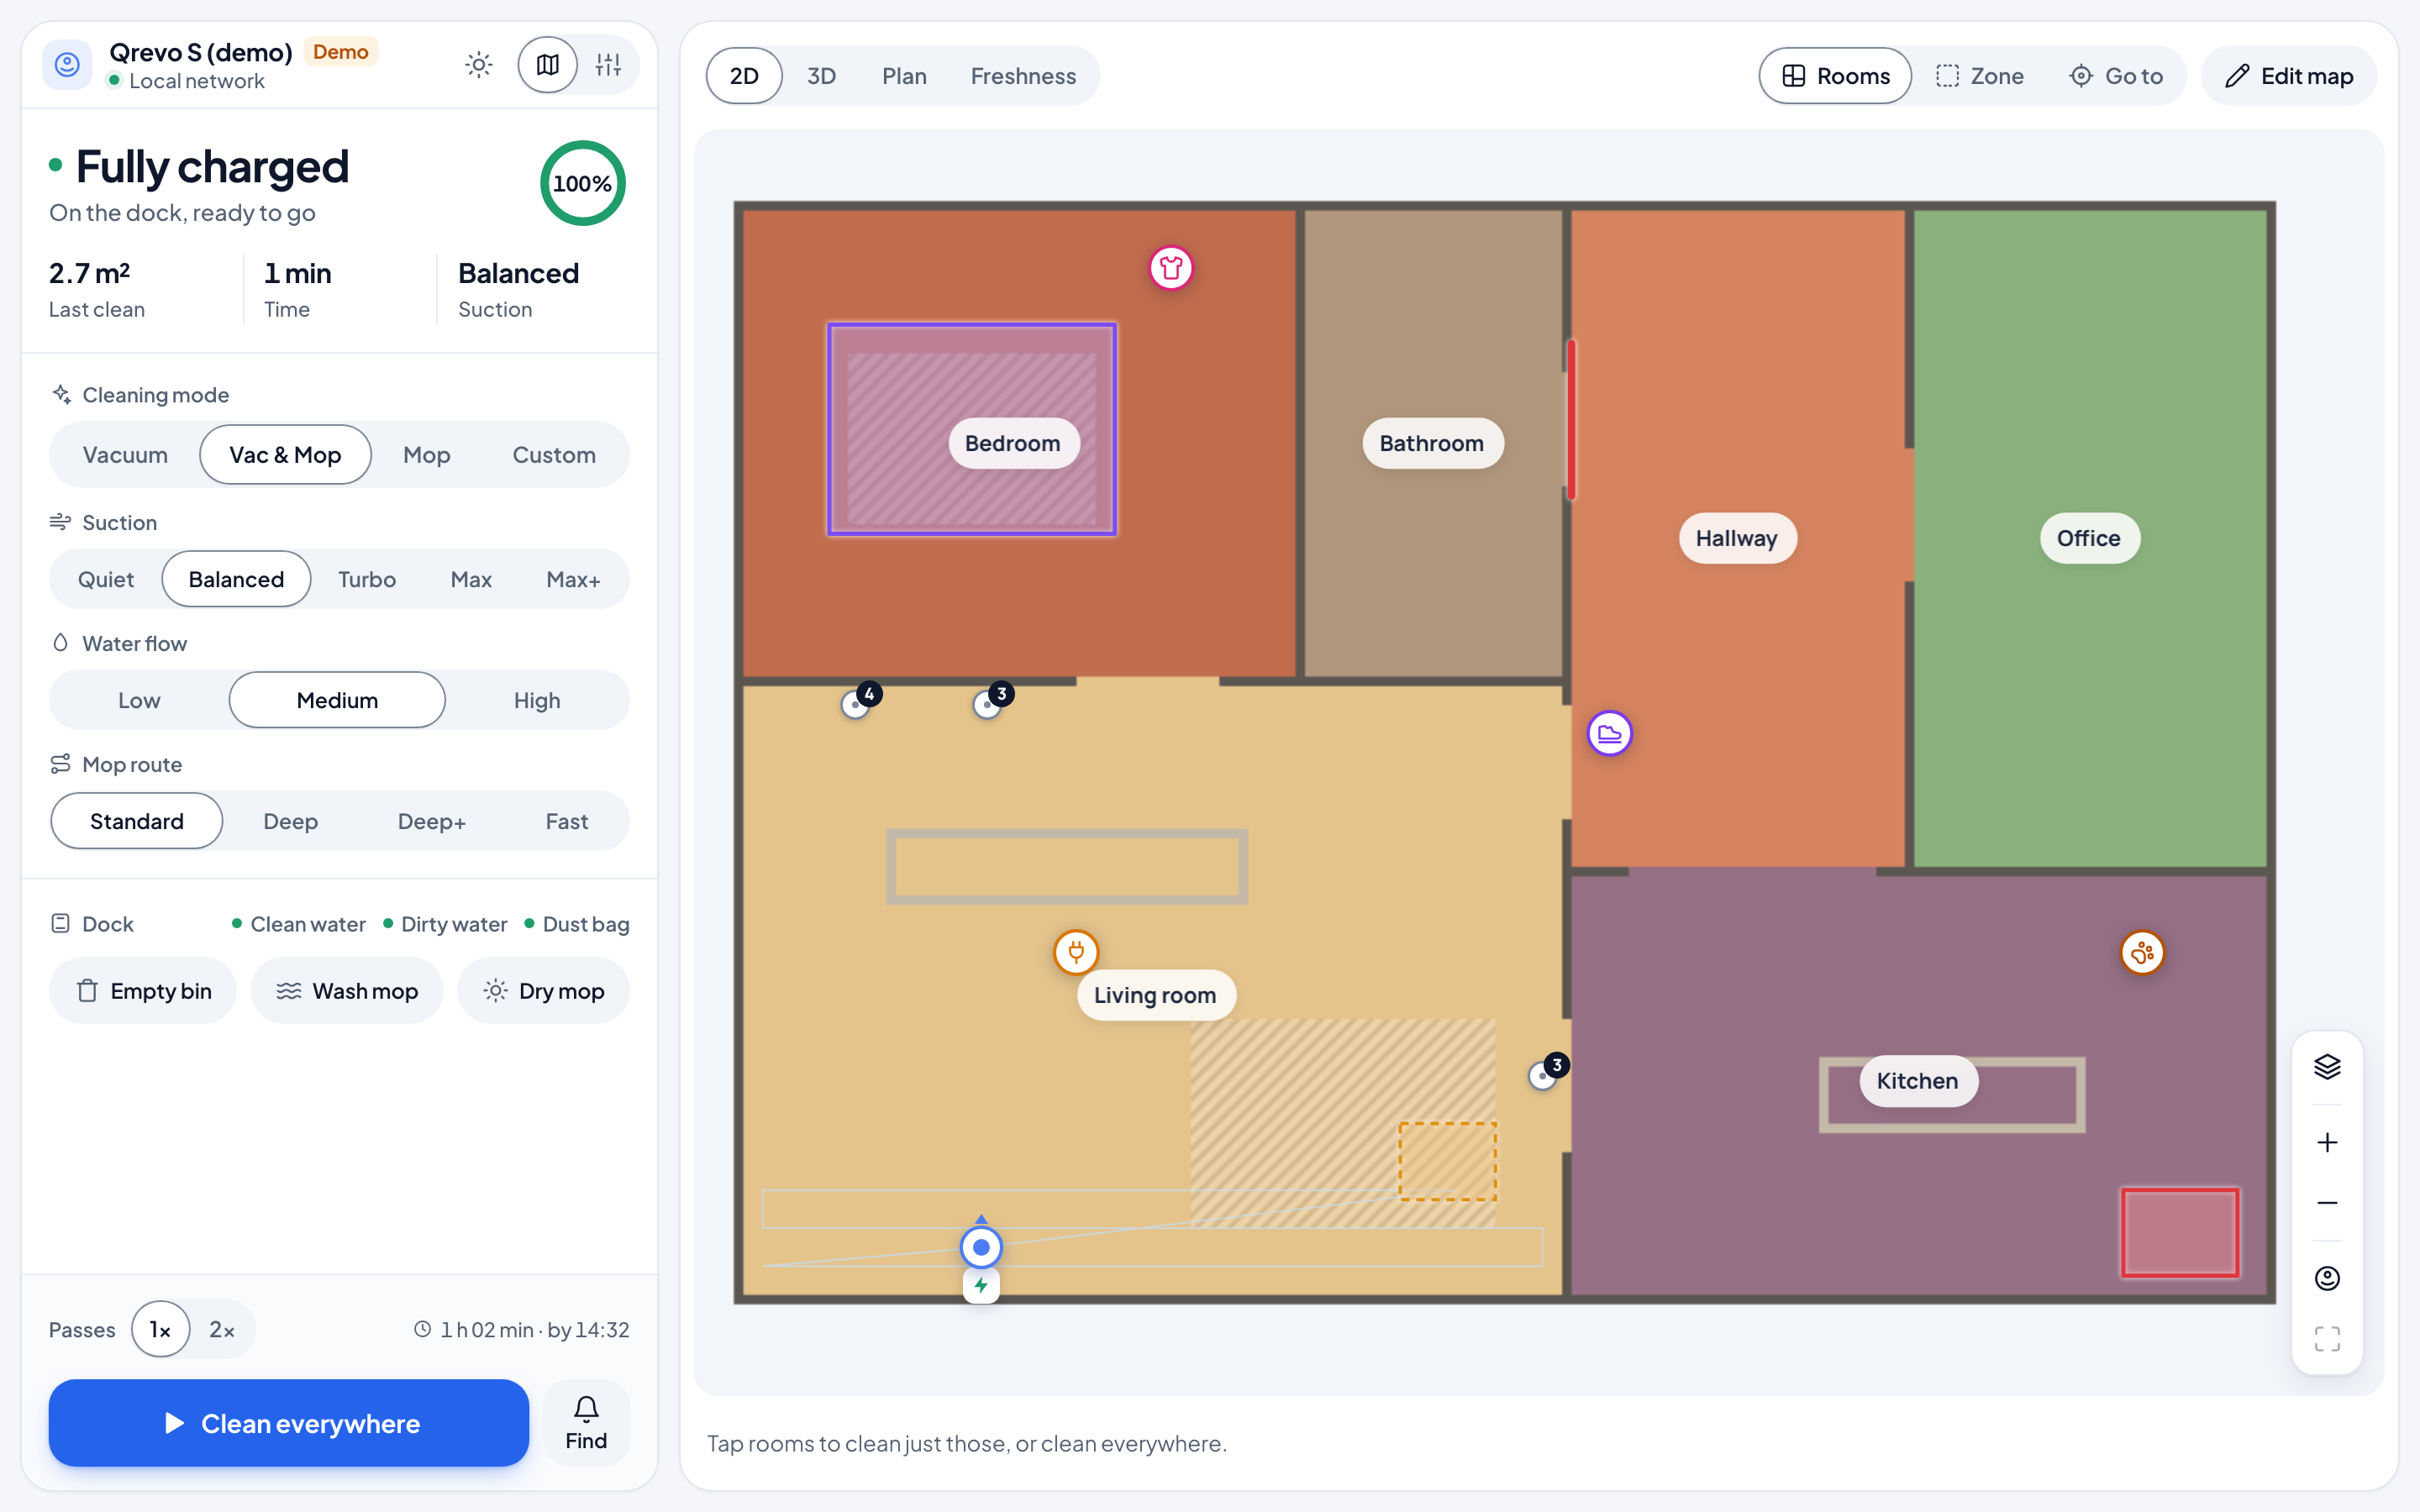 Qrevo S (demo) Demo
Local network
Fully charged
On the dock, ready to go
100%
2.7 m² 1 min Balanced
Last clean Time Suction
Cleaning mode
Vacuum Vac & Mop Mop Custom
Suction
Quiet Balanced Turbo Max Max+
Water flow
Low Medium High
Mop route
Standard Deep Deep+ Fast
Dock Clean water Dirty water Dust bag
Empty bin Wash mop Dry mop
Passes 1× 2× 1 h 02 min · by 14:32
Clean everywhere
Find
2D 3D Plan Freshness
Rooms Zone Go to Edit map
Bedroom
Bathroom
Hallway
Office
4
3
Living room
3
Kitchen
Tap rooms to clean just those, or clean everywhere.